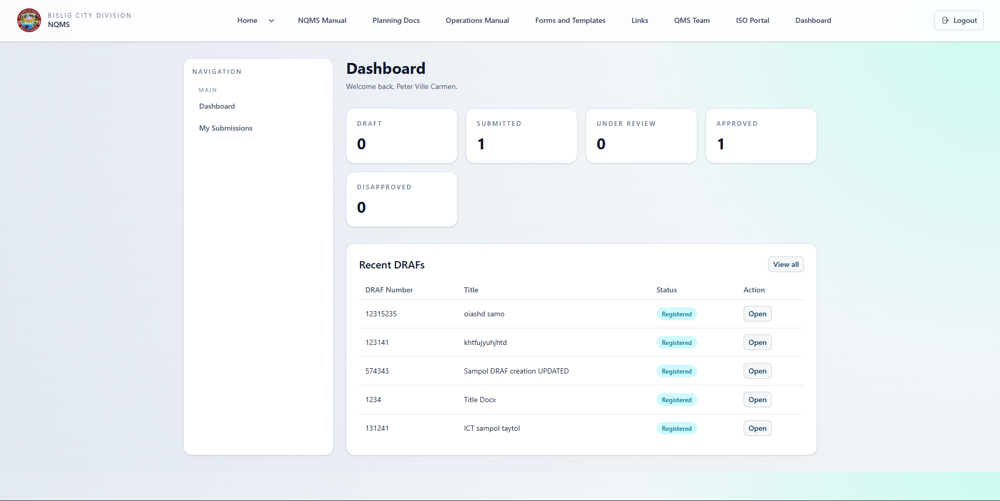 BISLIG CITY DIVISION
NQMS
Home
NQMS Manual
Planning Docs
Operations Manual
Forms and Templates
Links
QMS Team
ISO Portal
Dashboard
Logout
NAVIGATION
MAIN
Dashboard
My Submissions
Dashboard
Welcome back, Peter Ville Carmen.
DRAFT
0
SUBMITTED
1
UNDER REVIEW
0
APPROVED
1
DISAPPROVED
0
Recent DRAFs
View all
DRAF Number Title Status Action
12315235 oiashd samo Registered Open
123141 khtfujyuhjhtd Registered Open
574343 Sampol DRAF creation UPDATED Registered Open
1234 Title Docx Registered Open
131241 ICT sampol taytol Registered Open